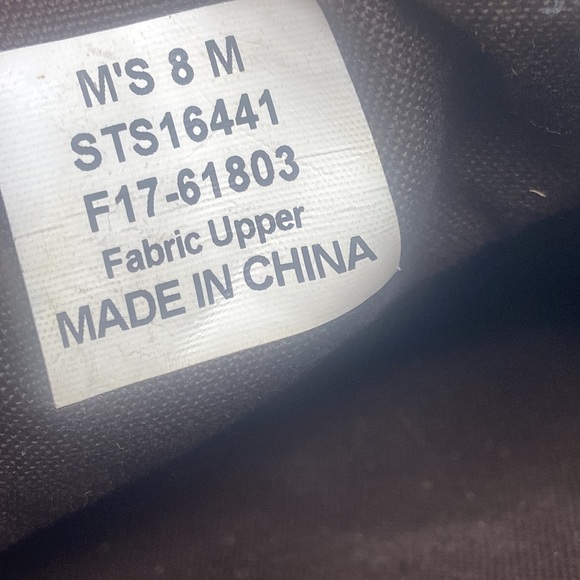 M'S 8 M
STS16441
F17-61803
Fabric Upper
MADE IN CHINA